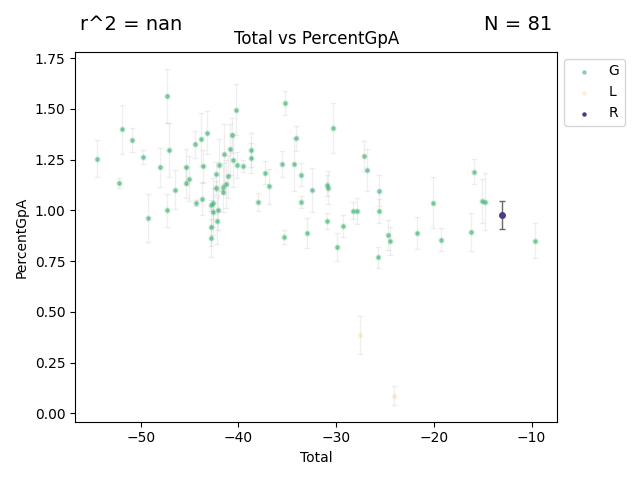 r^2 = nan
N = 81
Total vs PercentGpA
1.75
1.50
1.25
1.00
0.75
0.50
0.25
0.00
PercentGpA
−50
−40
−30
−20
−10
Total
G
L
R